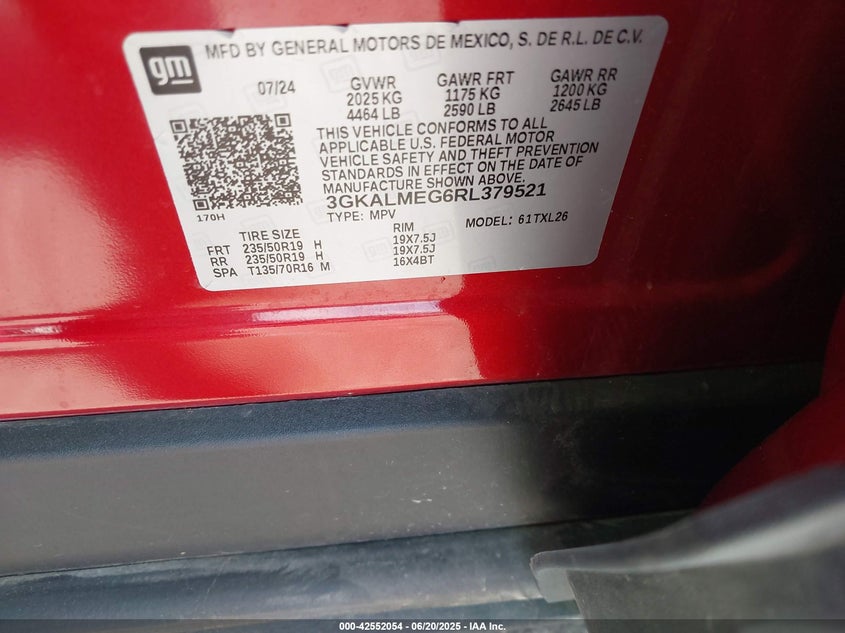 gm
MFD BY GENERAL MOTORS DE MEXICO, S. DE R.L. DE C.V.
07/24 GVWR GAWR FRT GAWR RR
2025 KG 1175 KG 1200 KG
4464 LB 2590 LB 2645 LB
THIS VEHICLE CONFORMS TO ALL
APPLICABLE U.S. FEDERAL MOTOR
VEHICLE SAFETY AND THEFT PREVENTION
STANDARDS IN EFFECT ON THE DATE OF
MANUFACTURE SHOWN ABOVE.
3GKALMEG6RL379521
170H
TYPE: MPV MODEL: 61TXL26
TIRE SIZE RIM
FRT 235/50R19 H 19X7.5J
RR 235/50R19 H 19X7.5J
SPA T135/70R16 M 16X4BT
000-42552054 - 06/20/2025 - IAA Inc.